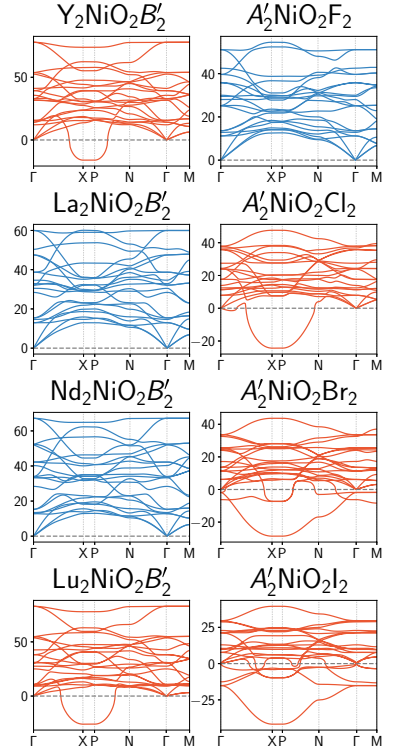 Y₂NiO₂B′₂ A′₂NiO₂F₂
50
0
Γ X P N Γ M
40
20
0
Γ X P N Γ M
La₂NiO₂B′₂ A′₂NiO₂Cl₂
60
40
20
0
Γ X P N Γ M
40
20
0
−20
Γ X P N Γ M
Nd₂NiO₂B′₂ A′₂NiO₂Br₂
60
40
20
0
Γ X P N Γ M
40
20
0
−20
Γ X P N Γ M
Lu₂NiO₂B′₂ A′₂NiO₂I₂
50
0
Γ X P N Γ M
25
0
−25
Γ X P N Γ M